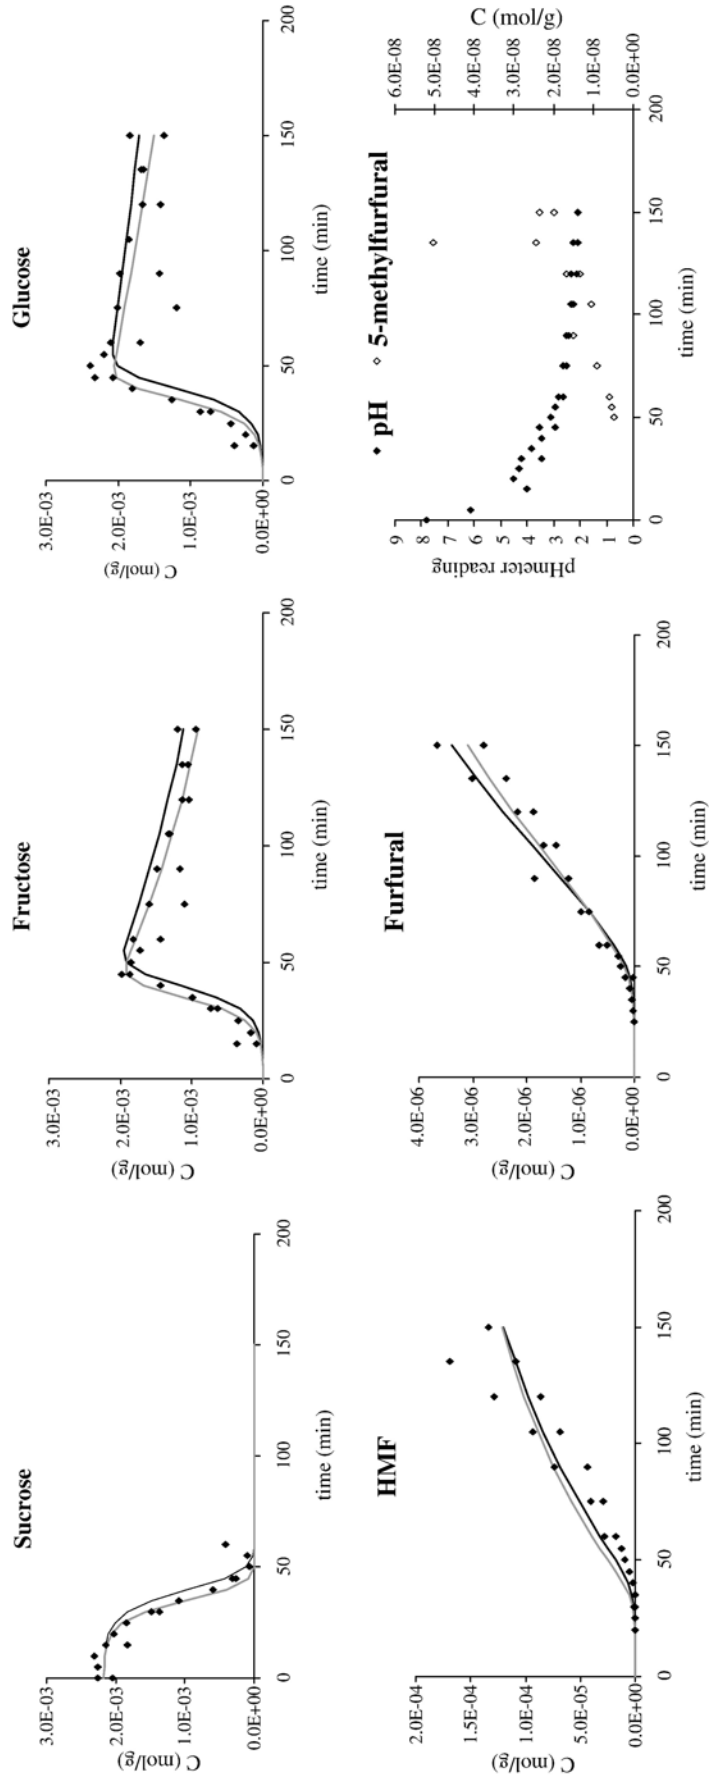 Sucrose
C (mol/g)
3.0E-03
2.0E-03
1.0E-03
0.0E+00
0
50
100
150
200
time (min)
Fructose
C (mol/g)
3.0E-03
2.0E-03
1.0E-03
0.0E+00
0
50
100
150
200
time (min)
Glucose
C (mol/g)
3.0E-03
2.0E-03
1.0E-03
0.0E+00
0
50
100
150
200
time (min)
HMF
C (mol/g)
2.0E-04
1.5E-04
1.0E-04
5.0E-05
0.0E+00
0
50
100
150
200
time (min)
Furfural
C (mol/g)
4.0E-06
3.0E-06
2.0E-06
1.0E-06
0.0E+00
0
50
100
150
200
time (min)
pH 5-methylfurfural
pHmeter reading
9
8
7
6
5
4
3
2
1
0
0
50
100
150
200
time (min)
C (mol/g)
6.0E-08
5.0E-08
4.0E-08
3.0E-08
2.0E-08
1.0E-08
0.0E+00